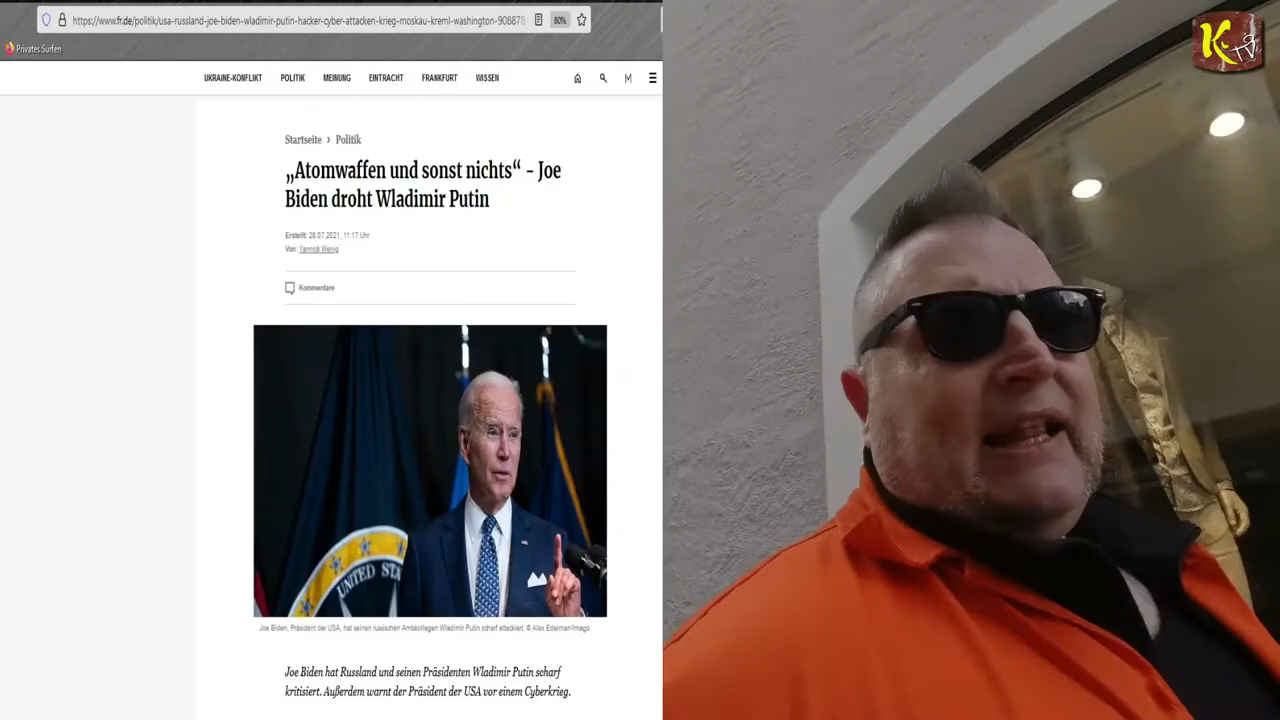 https://www.fr.de/politik/usa-russland-joe-biden-wladimir-putin-hacker-cyber-attacken-krieg-moskau-kreml-washington-908878
80%
Privates Surfen
UKRAINE-KONFLIKT POLITIK MEINUNG EINTRACHT FRANKFURT WISSEN
Startseite › Politik
„Atomwaffen und sonst nichts“ - Joe
Biden droht Wladimir Putin
Erstellt: 28.07.2021, 11:17 Uhr
Von: Yannick Wenig
Kommentare
UNITED STA
Joe Biden, Präsident der USA, hat seinen russischen Amtskollegen Wladimir Putin scharf attackiert. © Alex Edelman/Imago
Joe Biden hat Russland und seinen Präsidenten Wladimir Putin scharf
kritisiert. Außerdem warnt der Präsident der USA vor einem Cyberkrieg.
K TV